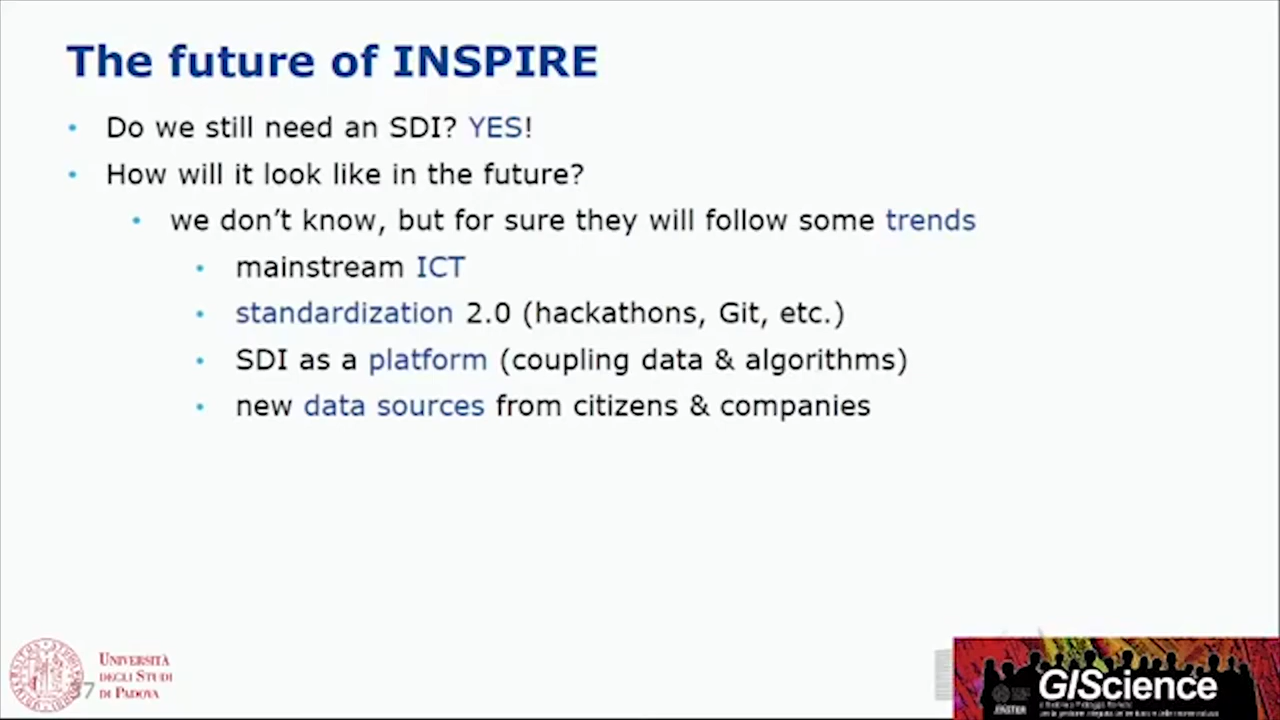 The future of INSPIRE
• Do we still need an SDI? YES!
• How will it look like in the future?
• we don't know, but for sure they will follow some trends
• mainstream ICT
• standardization 2.0 (hackathons, Git, etc.)
• SDI as a platform (coupling data & algorithms)
• new data sources from citizens & companies
UNIVERSITÀ
DEGLI STUDI
DI PADOVA
GIScience